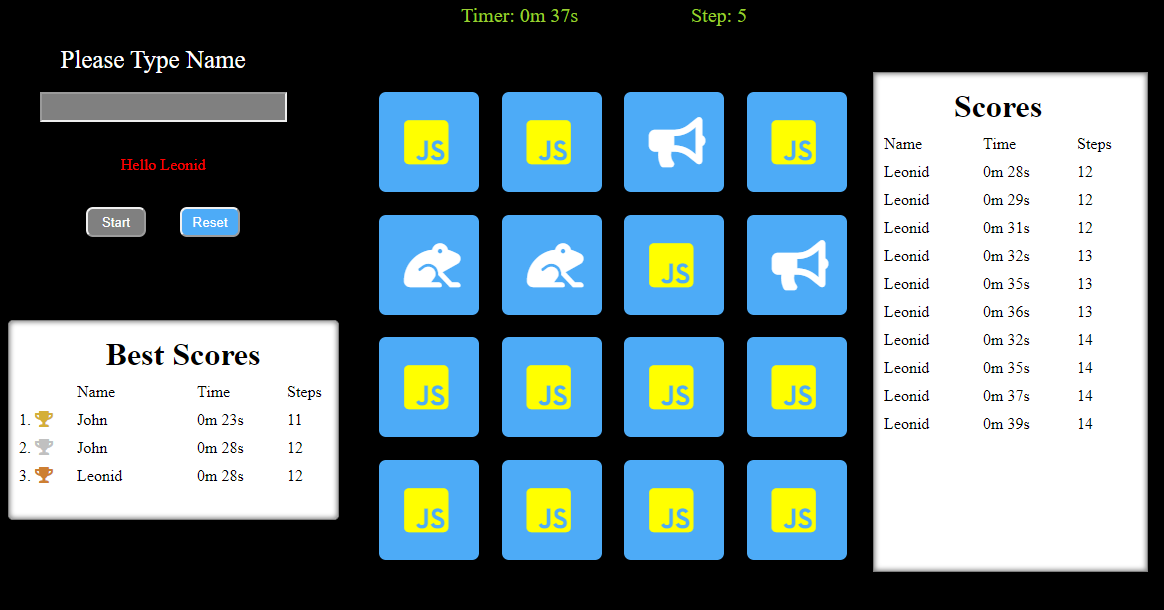 Timer: 0m 37s Step: 5
Please Type Name
Hello Leonid
Start Reset
Best Scores
Name Time Steps
1. John 0m 23s 11
2. John 0m 28s 12
3. Leonid 0m 28s 12
JS JS JS
JS
JS JS JS JS
JS JS JS JS
Scores
Name Time Steps
Leonid 0m 28s 12
Leonid 0m 29s 12
Leonid 0m 31s 12
Leonid 0m 32s 13
Leonid 0m 35s 13
Leonid 0m 36s 13
Leonid 0m 32s 14
Leonid 0m 35s 14
Leonid 0m 37s 14
Leonid 0m 39s 14